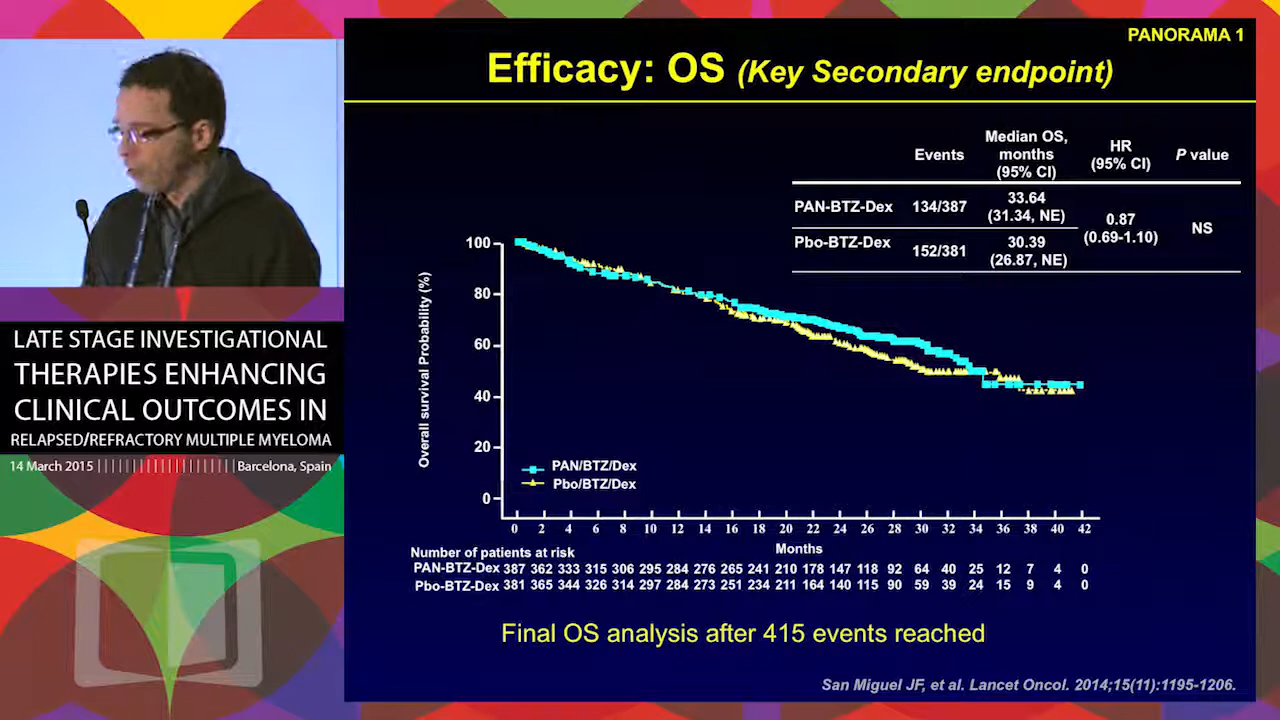 PANORAMA 1
Efficacy: OS (Key Secondary endpoint)
Events
Median OS, months (95% CI)
HR (95% CI)
P value
PAN-BTZ-Dex 134/387 33.64 (31.34, NE)
0.87 (0.69-1.10)
NS
Pbo-BTZ-Dex 152/381 30.39 (26.87, NE)
Overall survival Probability (%)
100
80
60
40
20
0
PAN/BTZ/Dex
Pbo/BTZ/Dex
0 2 4 6 8 10 12 14 16 18 20 22 24 26 28 30 32 34 36 38 40 42
Months
Number of patients at risk
PAN-BTZ-Dex 387 362 333 315 306 295 284 276 265 241 210 178 147 118 92 64 40 25 12 7 4 0
Pbo-BTZ-Dex 381 365 344 326 314 297 284 273 251 234 211 164 140 115 90 59 39 24 15 9 4 0
Final OS analysis after 415 events reached
San Miguel JF, et al. Lancet Oncol. 2014;15(11):1195-1206.
LATE STAGE INVESTIGATIONAL
THERAPIES ENHANCING
CLINICAL OUTCOMES IN
RELAPSED/REFRACTORY MULTIPLE MYELOMA
14 March 2015 Barcelona, Spain